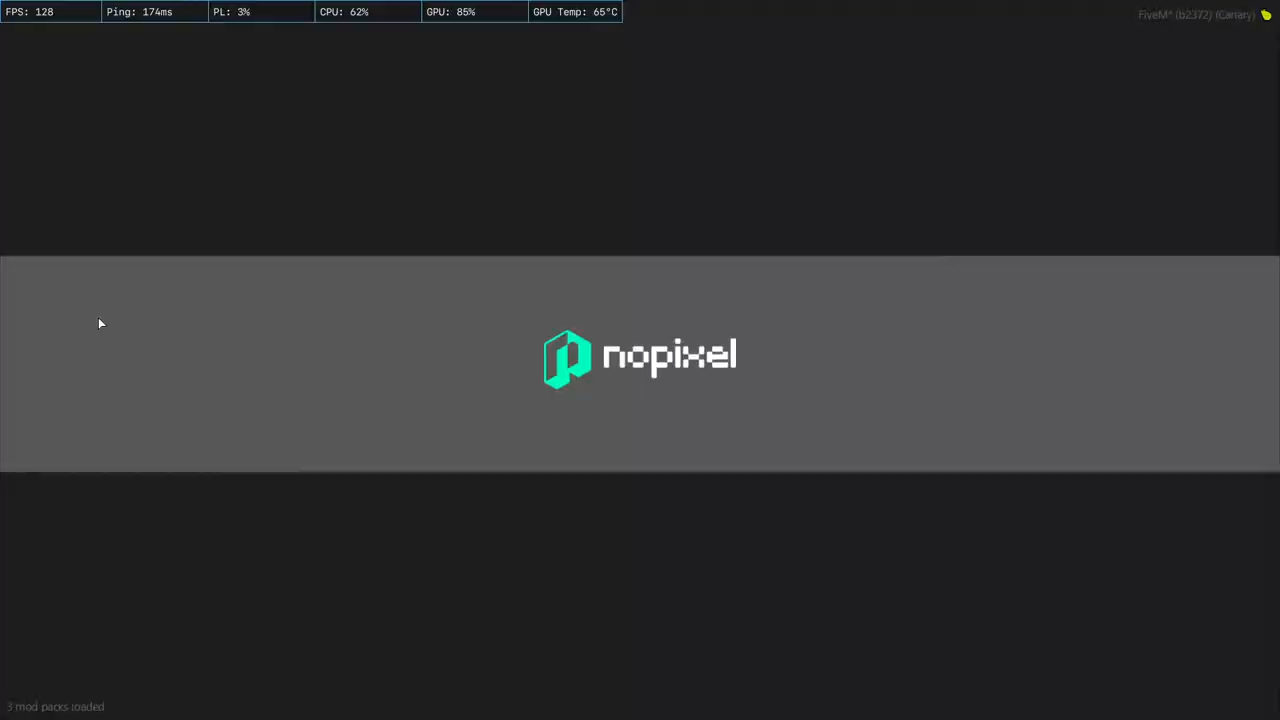 FPS: 128 Ping: 174ms PL: 3% CPU: 62% GPU: 85% GPU Temp: 65°C
FiveM* (b2372) (Canary)
nopixel
3 mod packs loaded